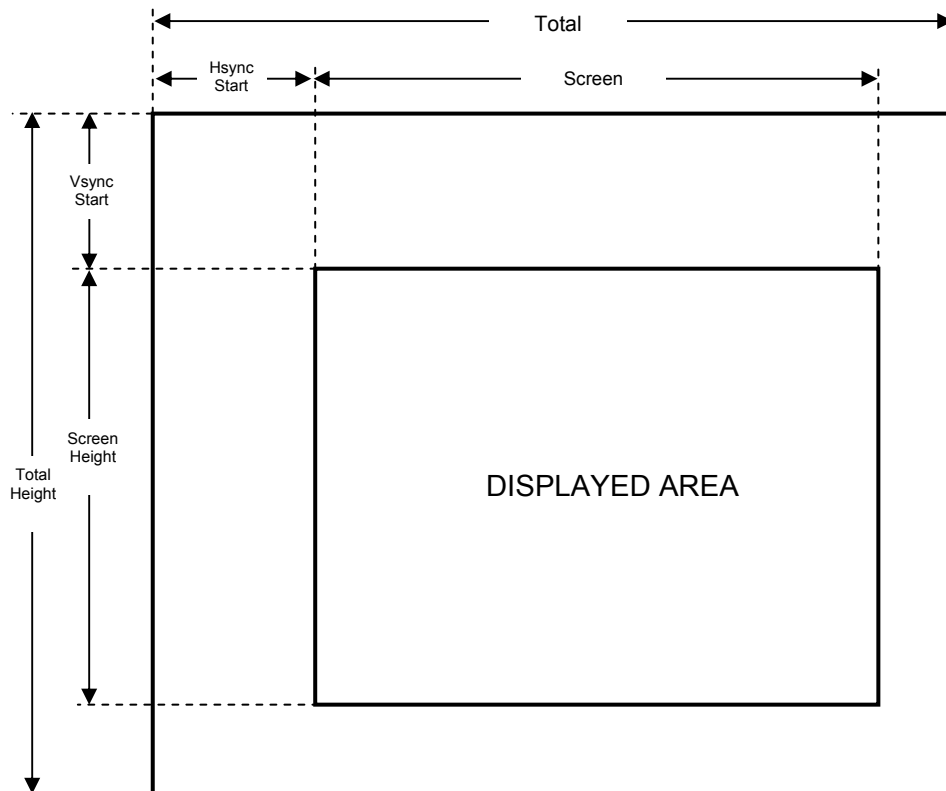 Total
Hsync
Start
Screen
Vsync
Start
Screen
Height
Total
Height
DISPLAYED AREA